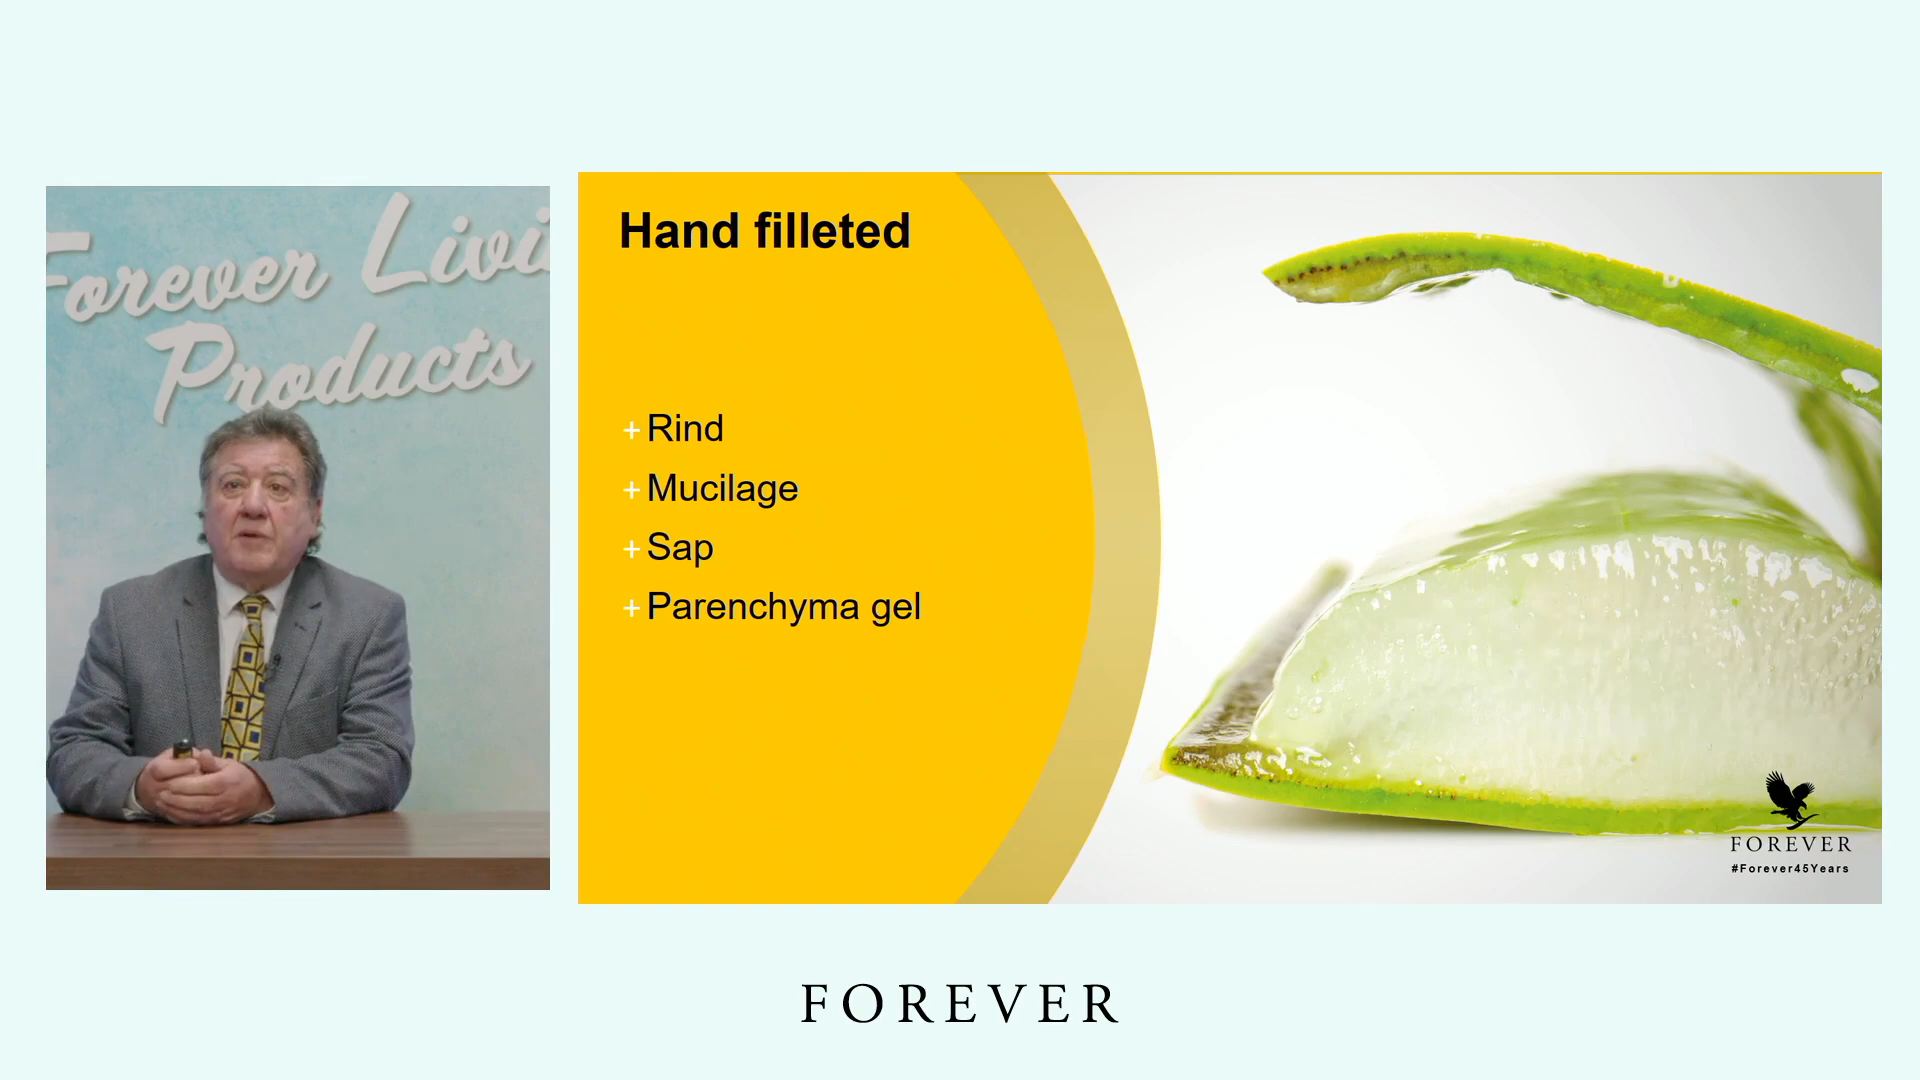 Forever Livi
Products
Hand filleted
+ Rind
+ Mucilage
+ Sap
+ Parenchyma gel
FOREVER
#Forever45Years
FOREVER